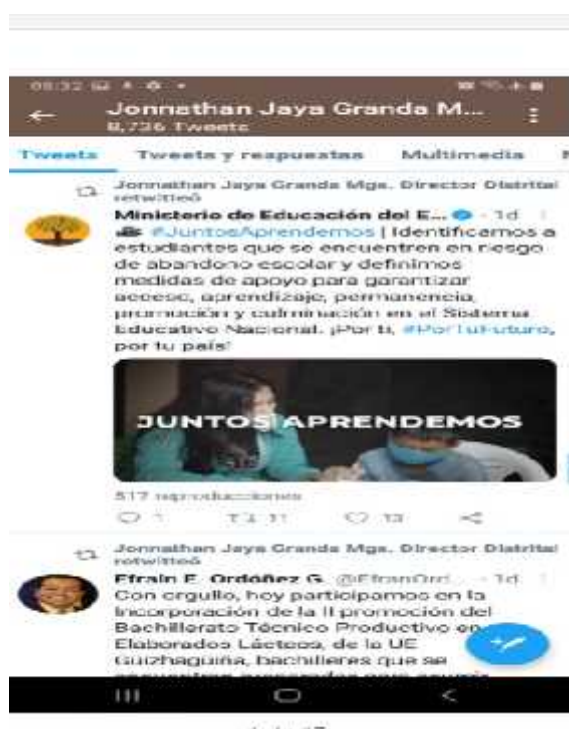 08:32
Jonnathan Jaya Granda M...
8,736 Tweets
Tweets Tweets y respuestas Multimedia
Jonnathan Jaya Granda Mgs. Director Distrital
retwitteó
Ministerio de Educación del E... · 1d
#JuntosAprendemos | Identificamos a
estudiantes que se encuentren en riesgo
de abandono escolar y definimos
medidas de apoyo para garantizar
acceso, aprendizaje, permanencia,
promoción y culminación en el Sistema
Educativo Nacional. ¡Por ti, #PorTuFuturo,
por tu país!
JUNTOS APRENDEMOS
517 reproducciones
1 11 13
Jonnathan Jaya Granda Mgs. Director Distrital
retwitteó
Efraín E. Ordóñez G. @EfranOrd... · 1d
Con orgullo, hoy participamos en la
Incorporación de la II promoción del
Bachillerato Técnico Productivo en
Elaborados Lácteos, de la UE
Guizhaguiña, bachilleres que se